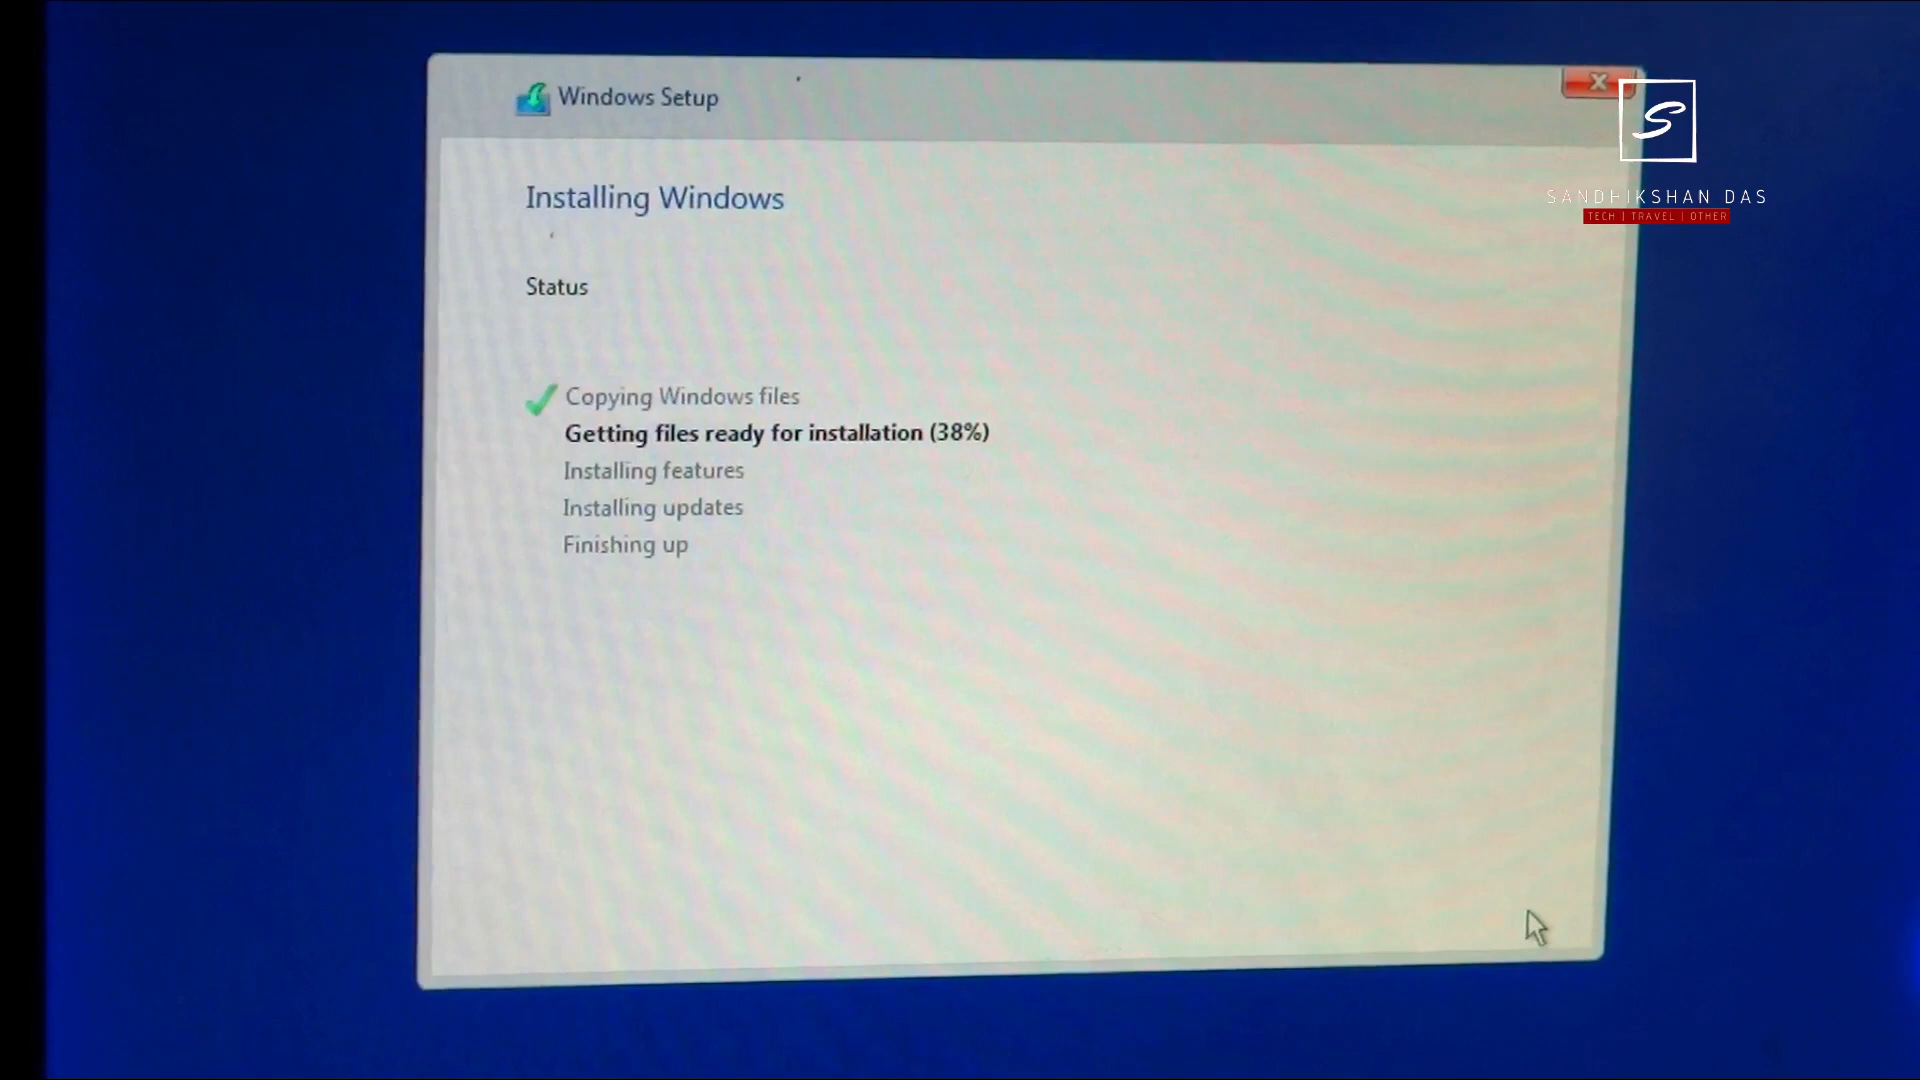 Windows Setup
S
SANDHIKSHAN DAS
TECH | TRAVEL | OTHER
Installing Windows
Status
Copying Windows files
Getting files ready for installation (38%)
Installing features
Installing updates
Finishing up